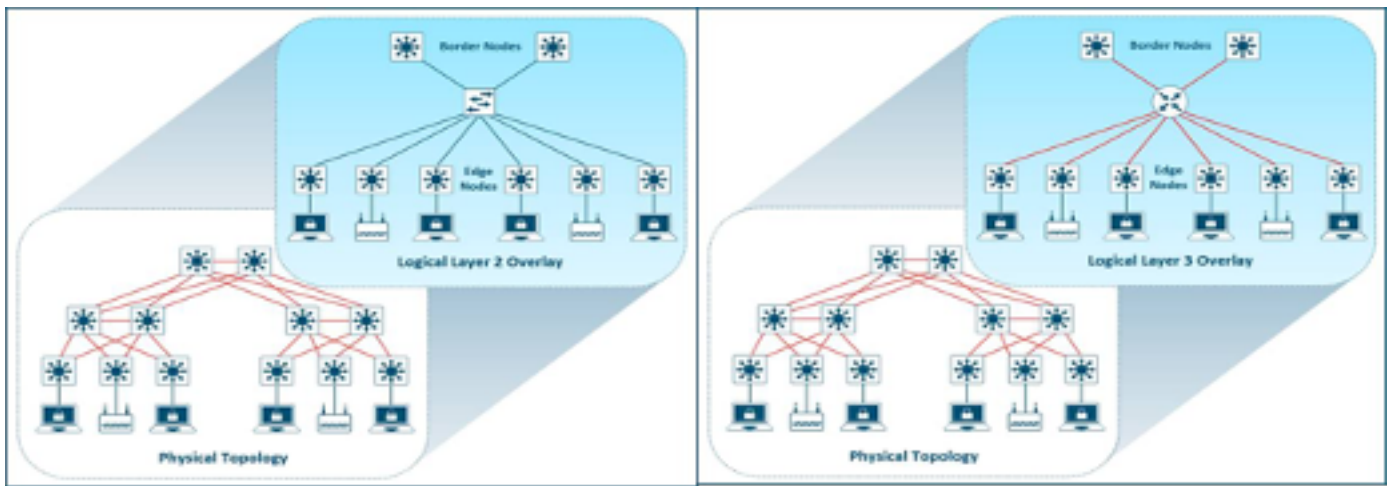 Border Nodes
Edge
Nodes
Logical Layer 2 Overlay
Physical Topology
Border Nodes
Edge
Nodes
Logical Layer 3 Overlay
Physical Topology